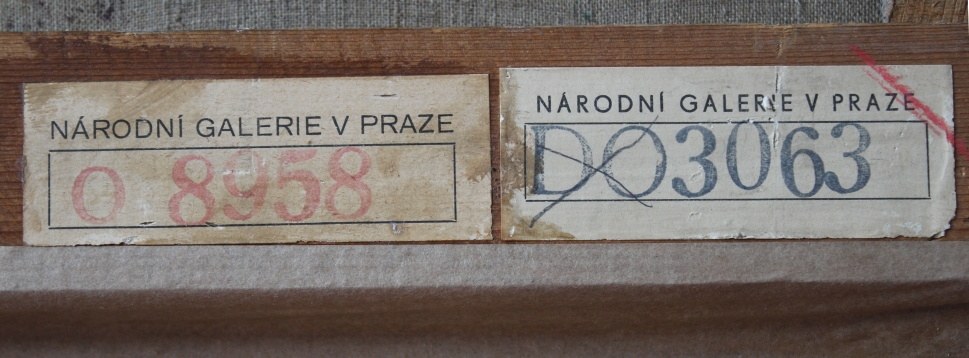 NÁRODNÍ GALERIE V PRAZE
O 8958
NÁRODNÍ GALERIE V PRAZE
DO3063